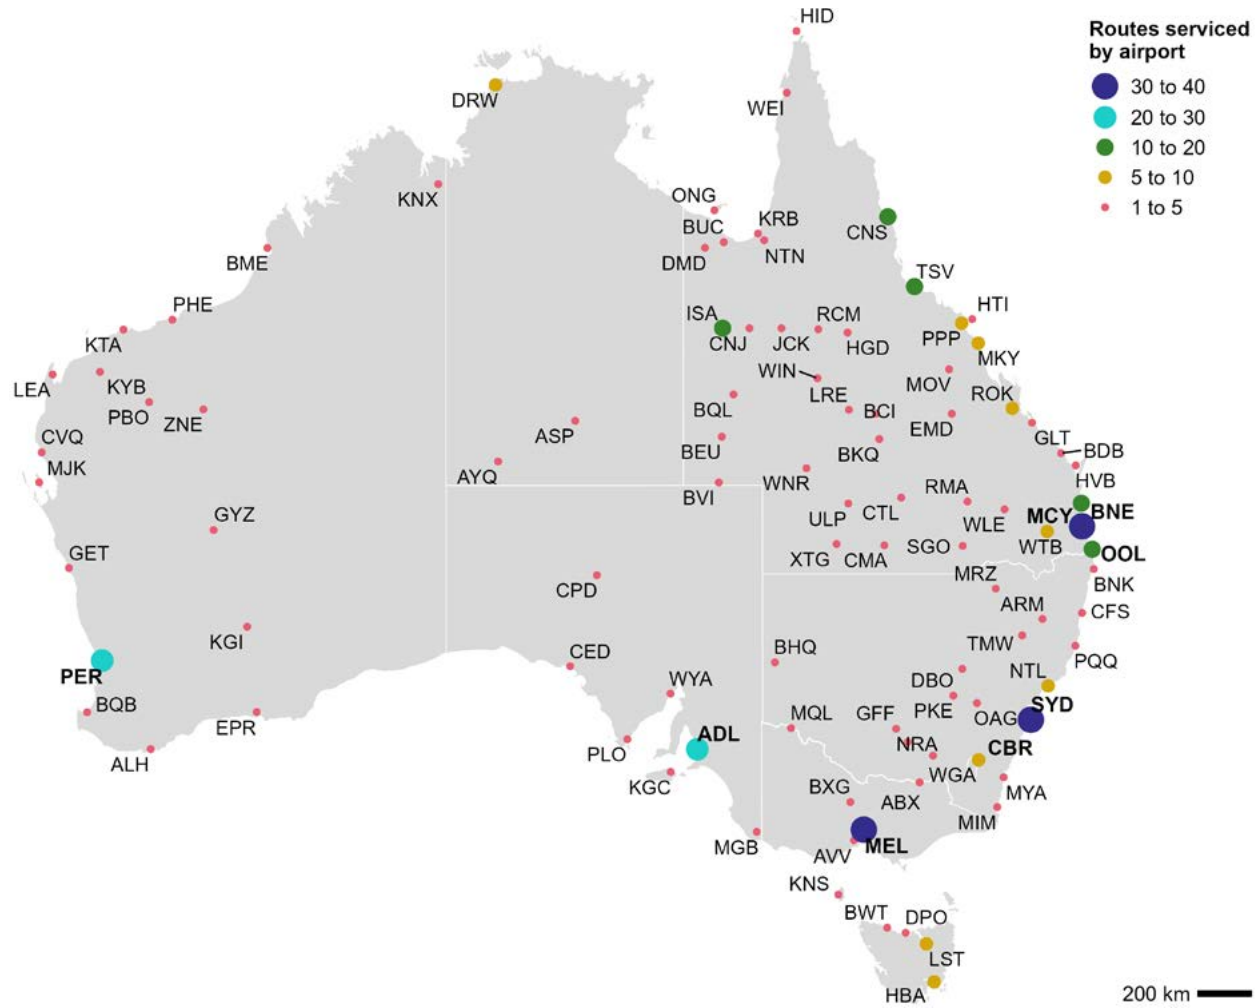 HID
Routes serviced
by airport
30 to 40
20 to 30
10 to 20
5 to 10
1 to 5
DRW
WEI
KNX
ONG
BUC
KRB
CNS
BME
DMD
NTN
TSV
PHE
ISA
RCM
HTI
KTA
CNJ
JCK
HGD
PPP
MKY
LEA
KYB
WIN
MOV
PBO
ZNE
BQL
LRE
BCI
ROK
CVQ
ASP
EMD
GLT
MJK
BEU
BKQ
BDB
AYQ
WNR
HVB
BVI
RMA
GYZ
ULP
CTL
WLE
MCY
BNE
WTB
GET
XTG
CMA
SGO
OOL
MRZ
BNK
CPD
ARM
CFS
KGI
TMW
CED
BHQ
PQQ
PER
WYA
DBO
NTL
BQB
PKE
SYD
EPR
MQL
GFF
OAG
ADL
NRA
CBR
PLO
ALH
KGC
WGA
BXG
ABX
MYA
MIM
MGB
MEL
AVV
KNS
BWT
DPO
LST
HBA
200 km